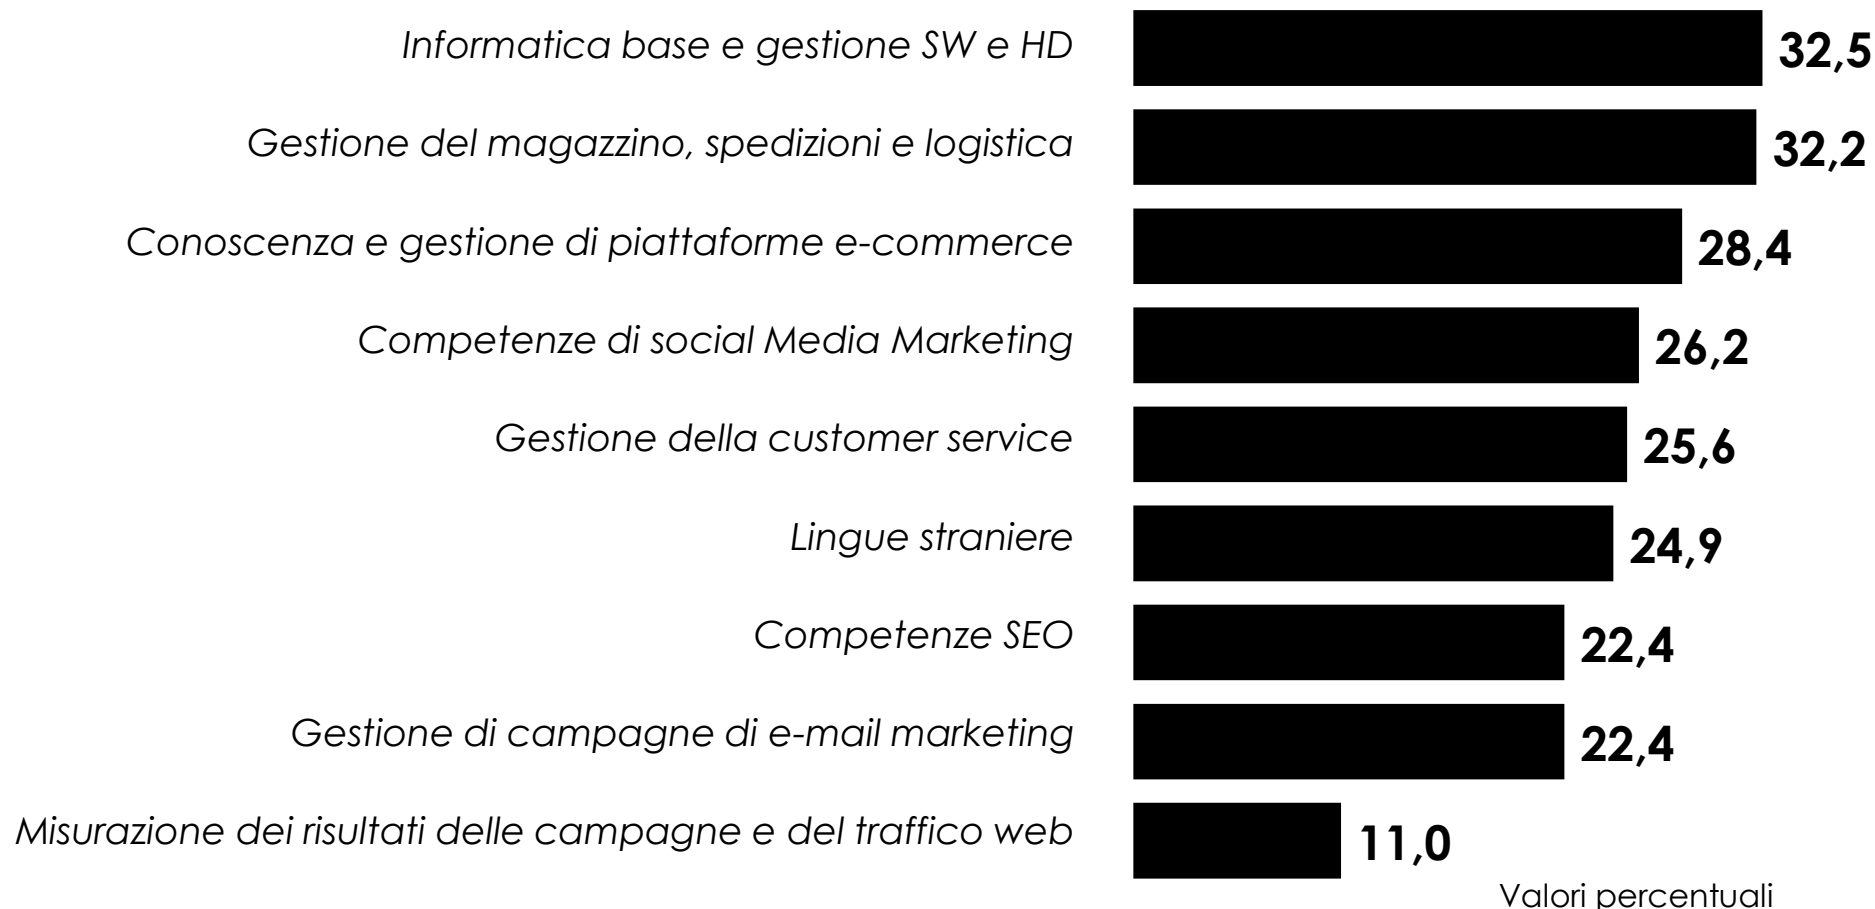 Informatica base e gestione SW e HD 32,5
Gestione del magazzino, spedizioni e logistica 32,2
Conoscenza e gestione di piattaforme e-commerce 28,4
Competenze di social Media Marketing 26,2
Gestione della customer service 25,6
Lingue straniere 24,9
Competenze SEO 22,4
Gestione di campagne di e-mail marketing 22,4
Misurazione dei risultati delle campagne e del traffico web 11,0
Valori percentuali